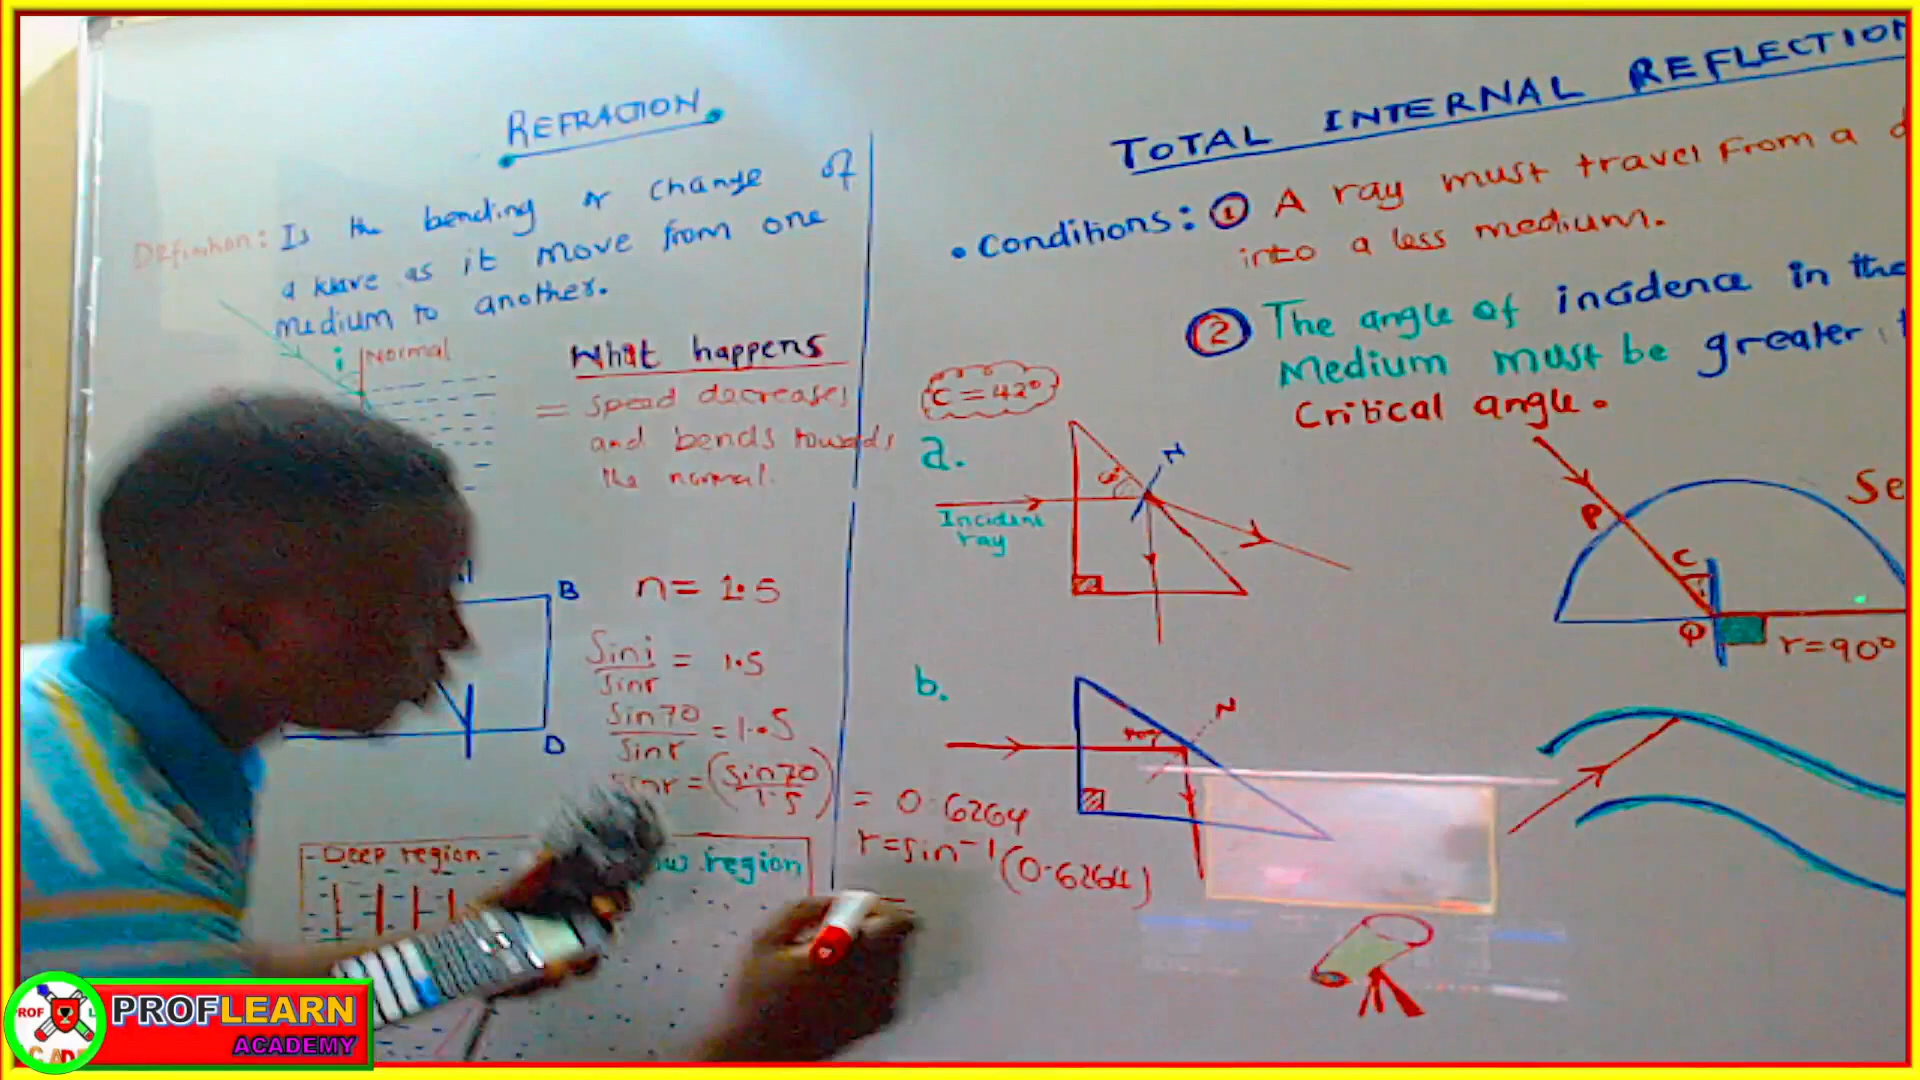 REFRACTION
Definition: Is the bending or change of
a wave as it move from one
medium to another.
i Normal
What happens
= speed decreases
and bends towards
the normal.
B
D
n = 1.5
Sini/Sinr = 1.5
Sin70/Sinr = 1.5
Sinr = (Sin70/1.5) = 0.6264
r = sin⁻¹(0.6264)
=
Deep region
region
TOTAL INTERNAL REFLECTION
• Conditions: ① A ray must travel from a d
into a less medium.
② The angle of incidence in the
Medium must be greater t
Critical angle.
C = 42°
a.
N
Incident
ray
b.
N
Se
P
C
Q
r=90°
PROFLEARN
ACADEMY